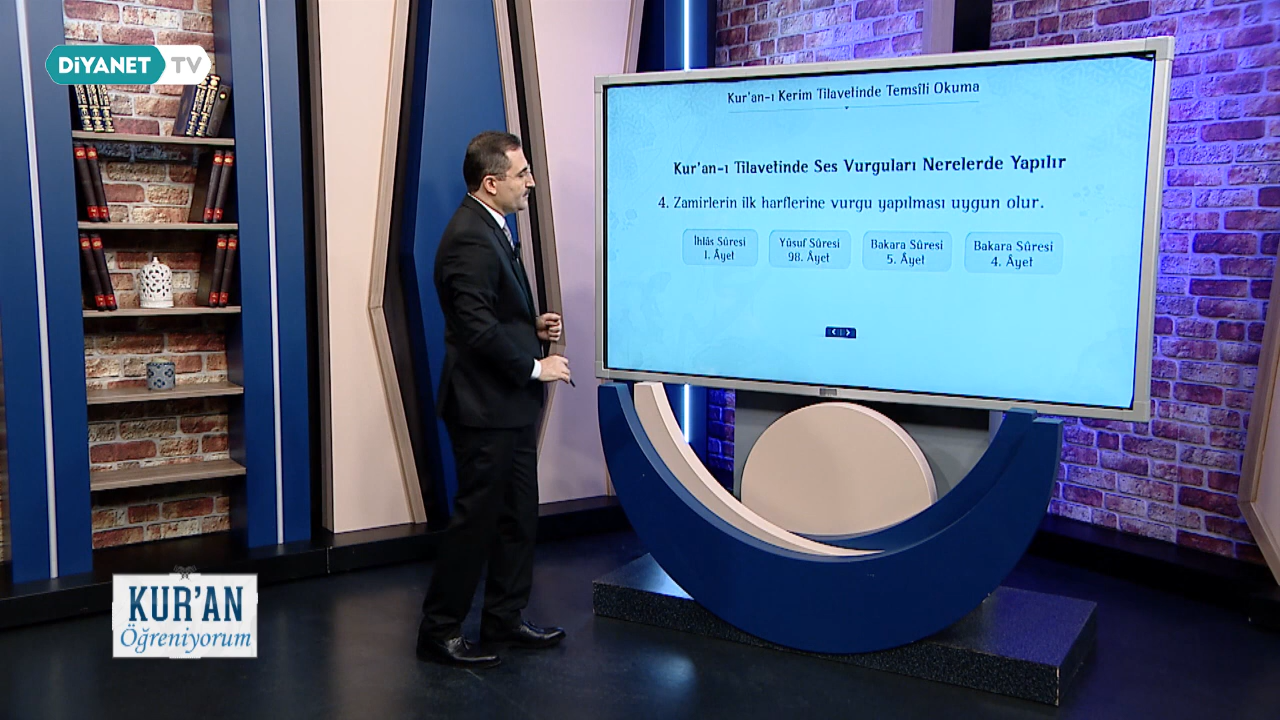 DiYANET TV
Kur'an-ı Kerim Tilavetinde Temsîlî Okuma
Kur'an-ı Tilavetinde Ses Vurguları Nerelerde Yapılır
4. Zamirlerin ilk harflerine vurgu yapılması uygun olur.
İhlâs Sûresi
1. Âyet
Yûsuf Sûresi
98. Âyet
Bakara Sûresi
5. Âyet
Bakara Sûresi
4. Âyet
KUR'AN
Öğreniyorum